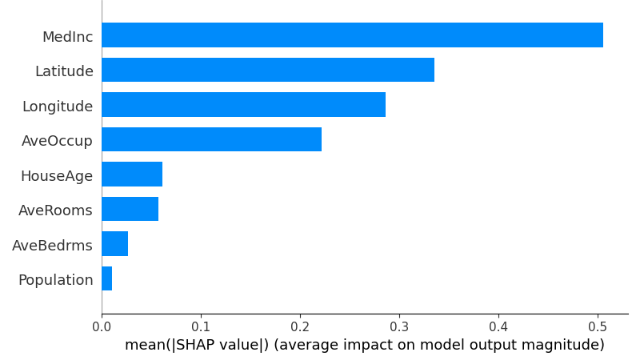 MedInc
Latitude
Longitude
AveOccup
HouseAge
AveRooms
AveBedrms
Population
0.0 0.1 0.2 0.3 0.4 0.5
mean(|SHAP value|) (average impact on model output magnitude)